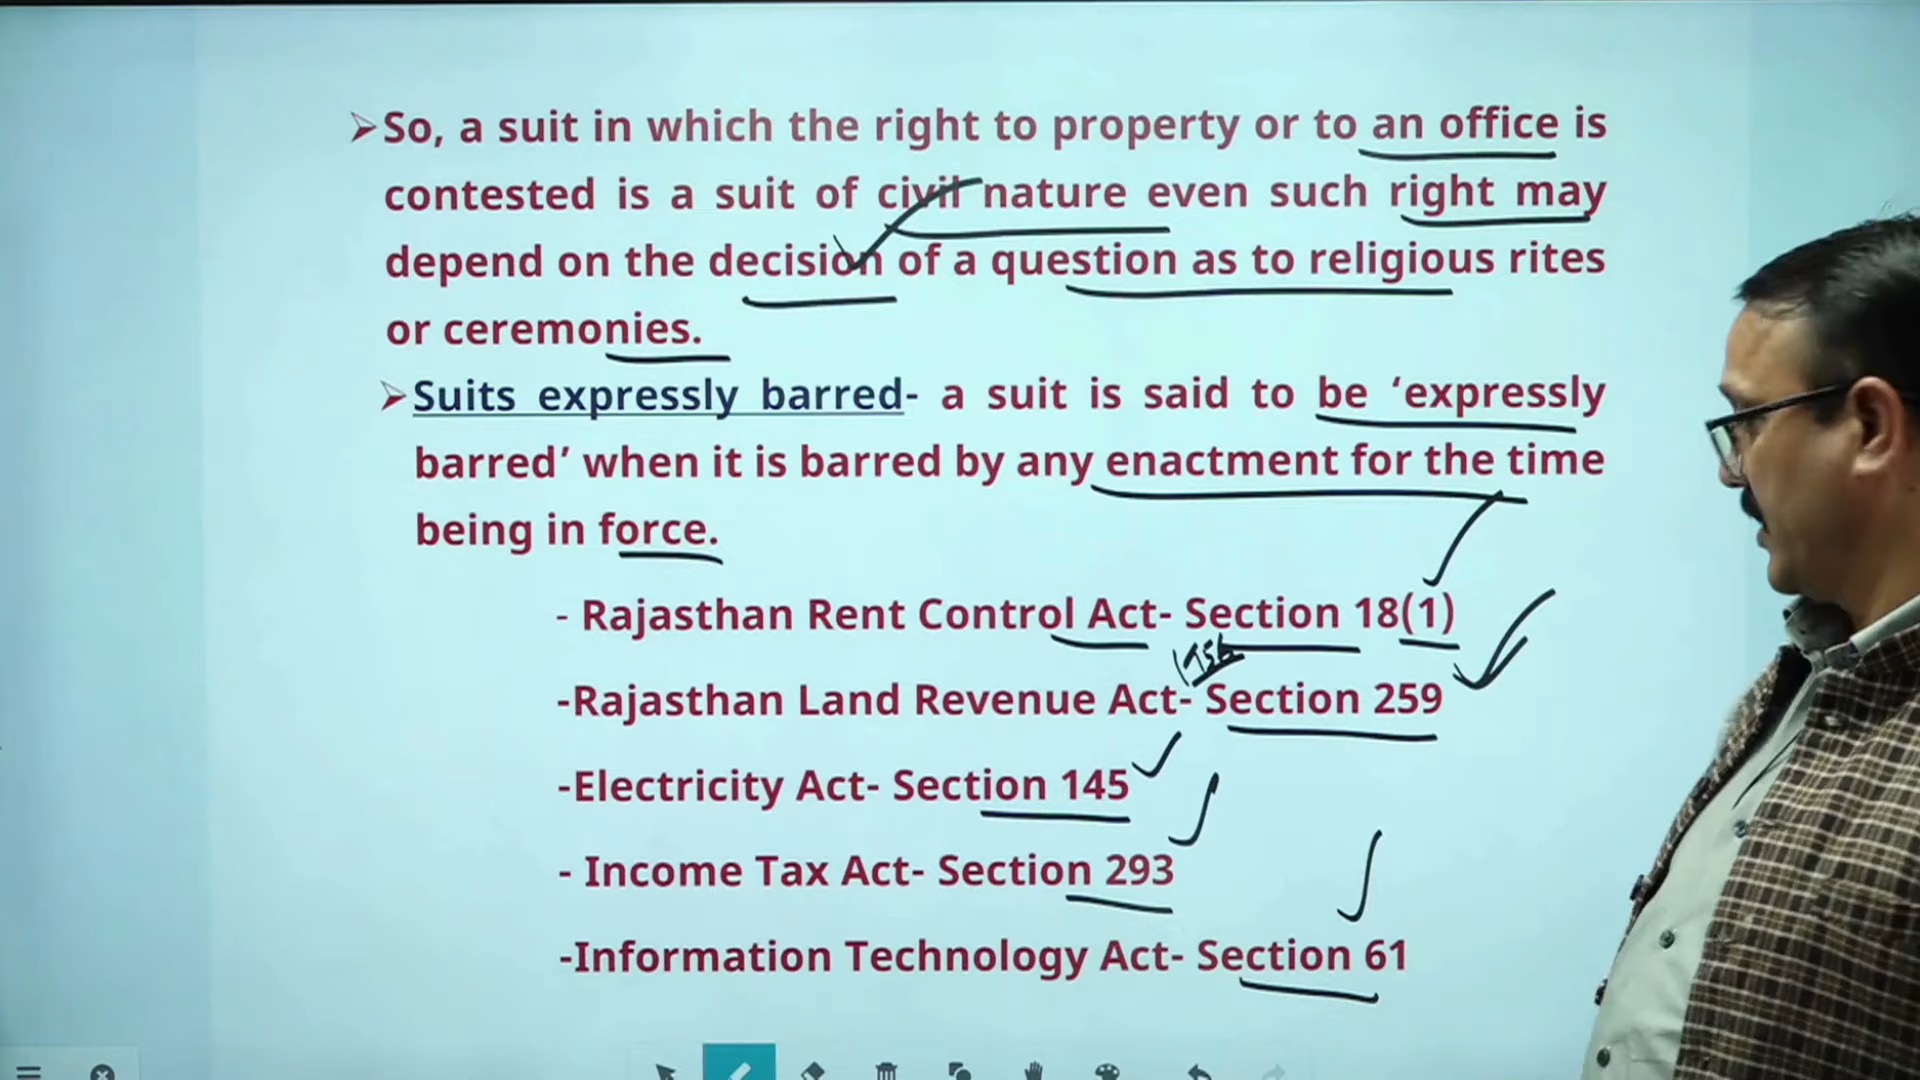 ➢So, a suit in which the right to property or to an office is
contested is a suit of civil nature even such right may
depend on the decision of a question as to religious rites
or ceremonies.
➢Suits expressly barred- a suit is said to be ‘expressly
barred’ when it is barred by any enactment for the time
being in force.
- Rajasthan Rent Control Act- Section 18(1)
-Rajasthan Land Revenue Act- Section 259
-Electricity Act- Section 145
- Income Tax Act- Section 293
-Information Technology Act- Section 61